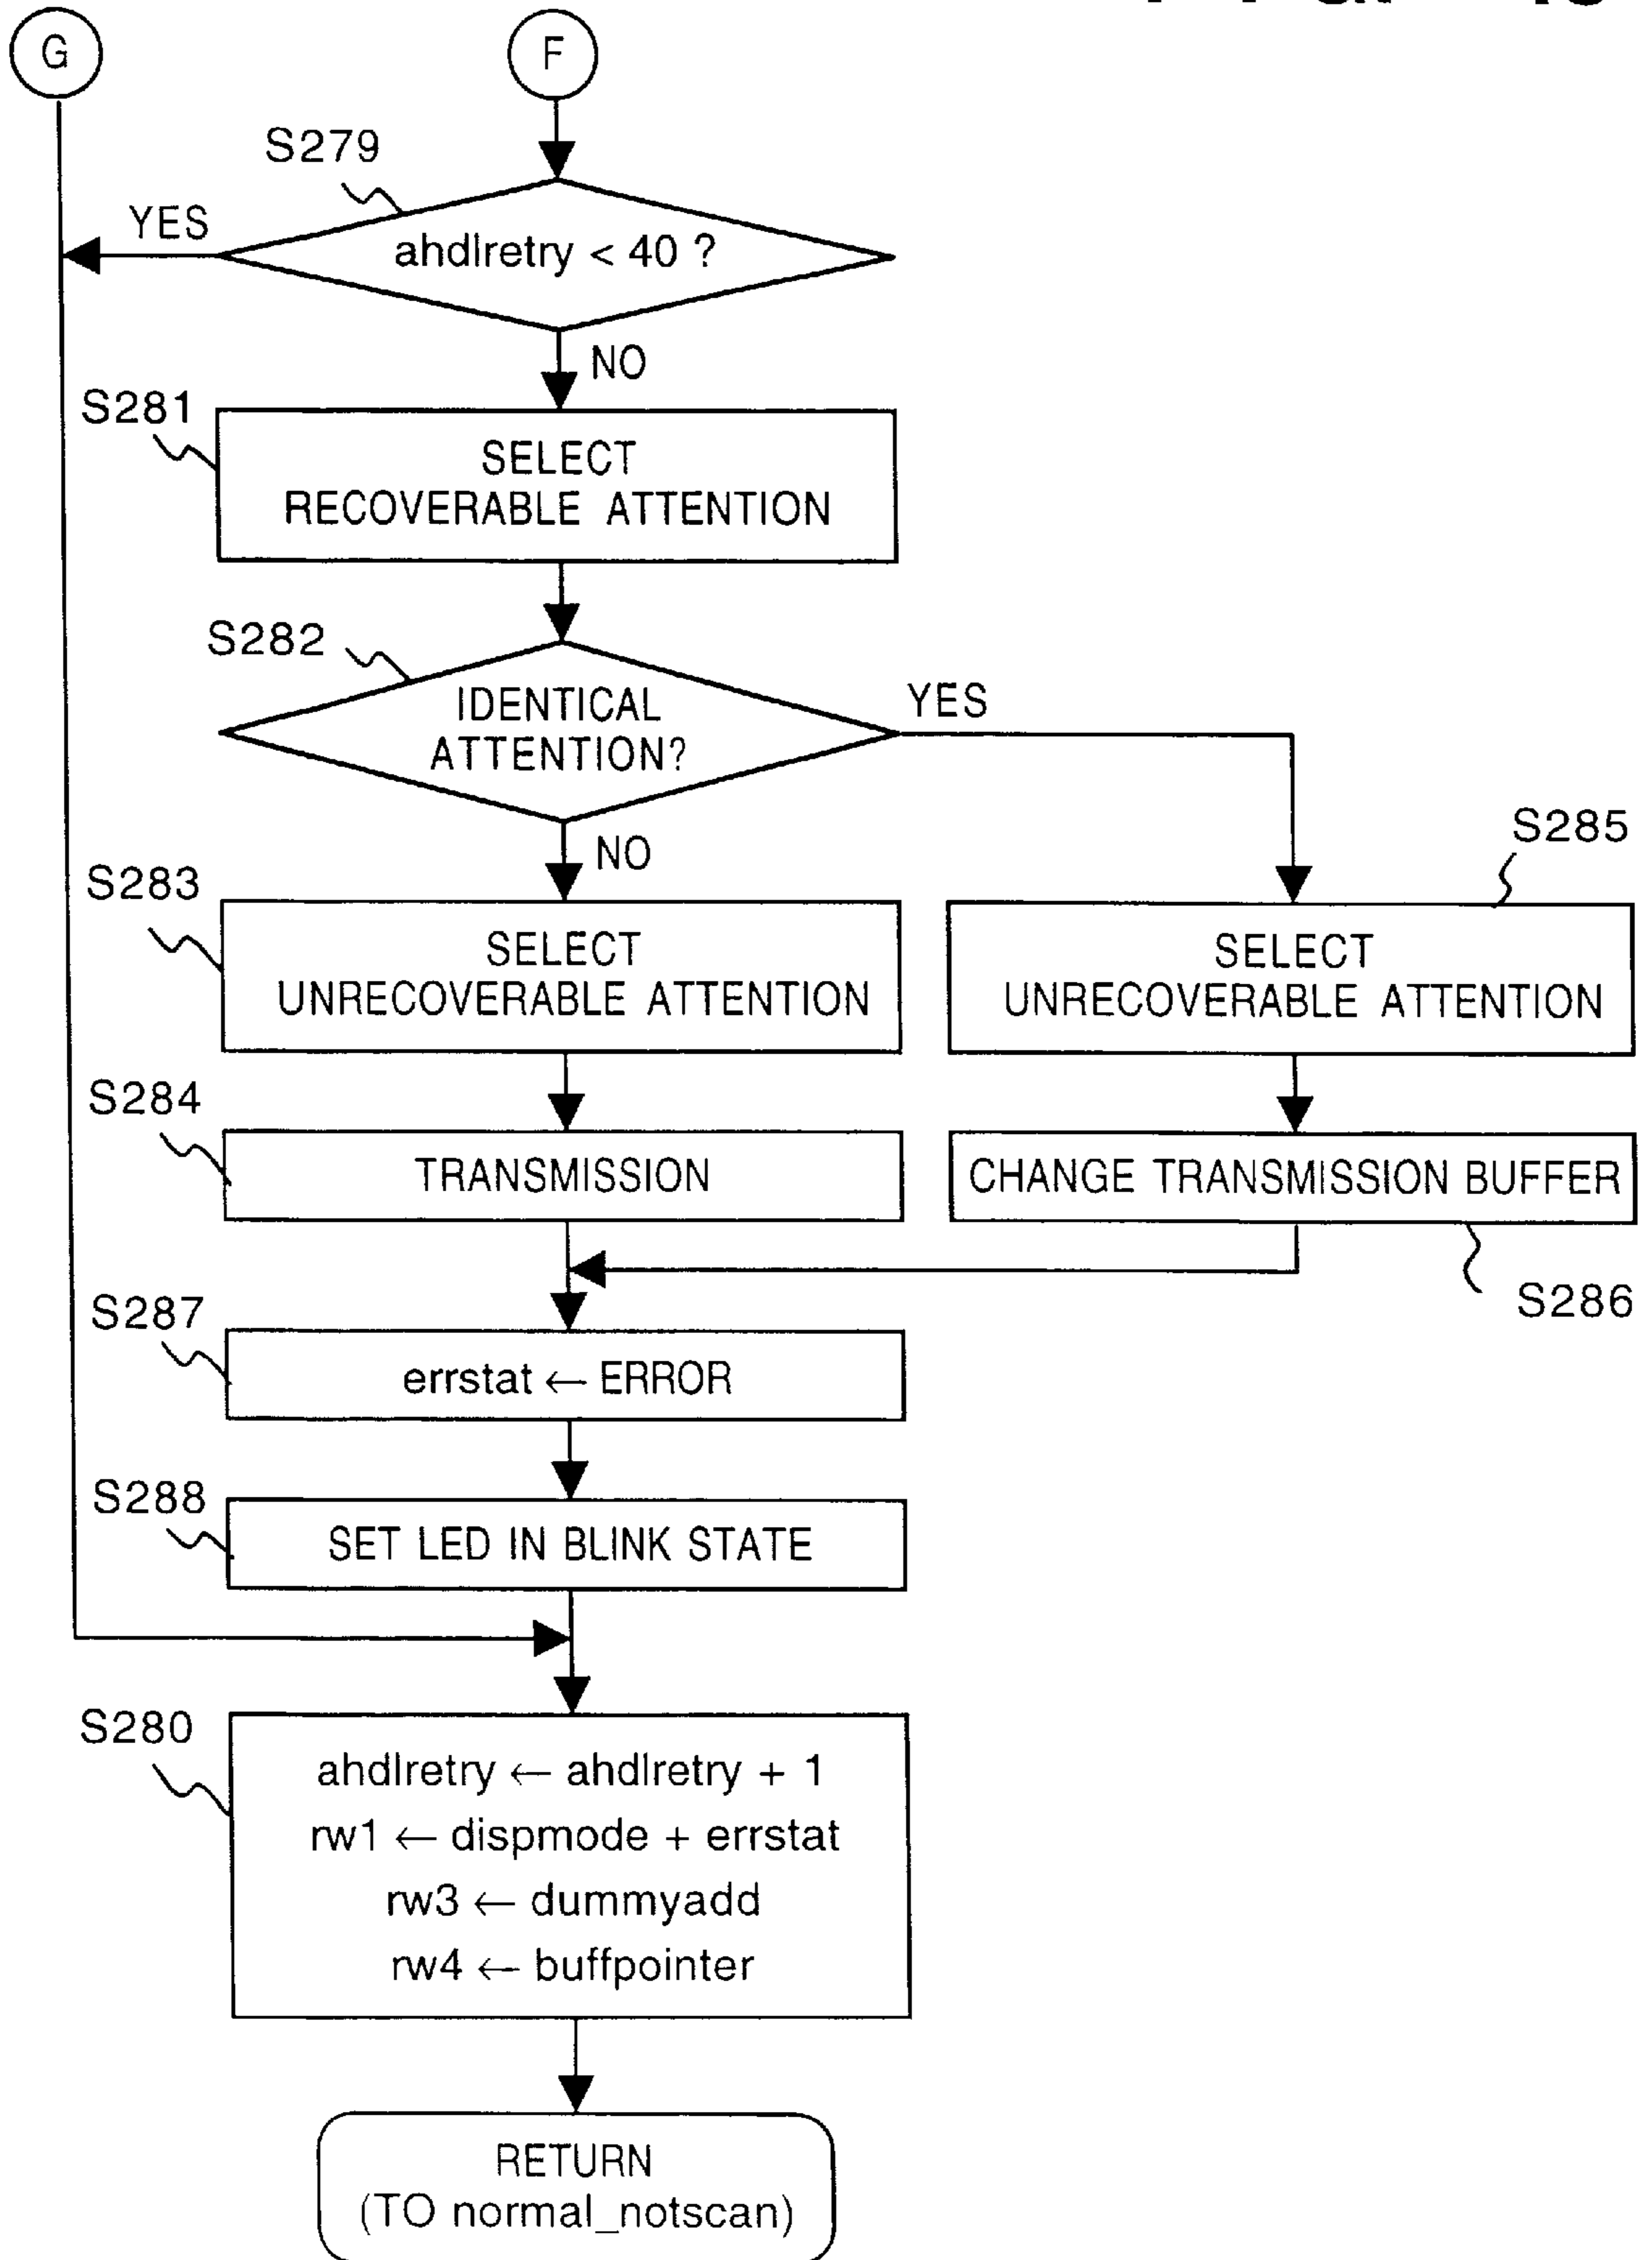 G
F
S279
YES
ahdlretry < 40 ?
NO
S281
SELECT
RECOVERABLE ATTENTION
S282
IDENTICAL
ATTENTION?
YES
NO
S285
S283
SELECT
UNRECOVERABLE ATTENTION
SELECT
UNRECOVERABLE ATTENTION
S284
TRANSMISSION
CHANGE TRANSMISSION BUFFER
S286
S287
errstat ← ERROR
S288
SET LED IN BLINK STATE
S280
ahdlretry ← ahdlretry + 1
rw1 ← dispmode + errstat
rw3 ← dummyadd
rw4 ← buffpointer
RETURN
(TO normal_notscan)